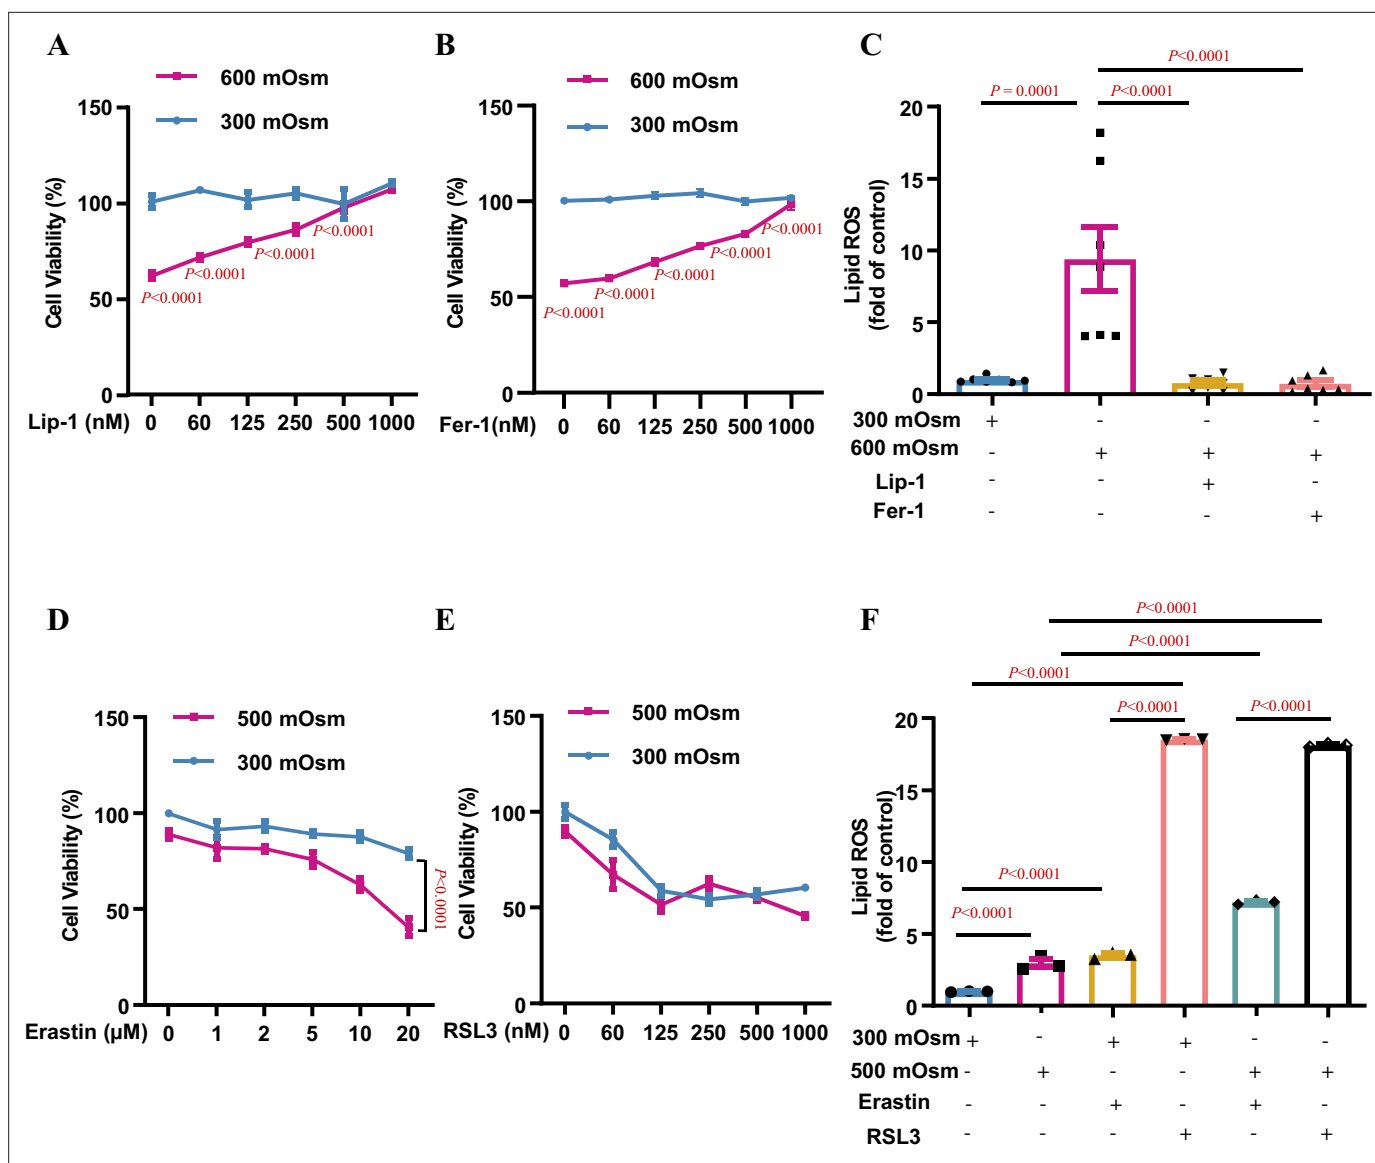 A
600 mOsm
300 mOsm
150
100
50
0
Cell Viability (%)
P<0.0001
P<0.0001
P<0.0001
P<0.0001
Lip-1 (nM) 0 60 125 250 500 1000
B
600 mOsm
300 mOsm
150
100
50
0
Cell Viability (%)
P<0.0001
P<0.0001
P<0.0001
P<0.0001
P<0.0001
Fer-1(nM) 0 60 125 250 500 1000
C
P<0.0001
P = 0.0001 P<0.0001
20
15
10
5
0
Lipid ROS
(fold of control)
300 mOsm + - - -
600 mOsm - + + +
Lip-1 - - + -
Fer-1 - - - +
D
500 mOsm
300 mOsm
150
100
50
0
Cell Viability (%)
P<0.0001
Erastin (μM) 0 1 2 5 10 20
E
500 mOsm
300 mOsm
150
100
50
0
Cell Viability (%)
RSL3 (nM) 0 60 125 250 500 1000
F
P<0.0001
P<0.0001
P<0.0001
P<0.0001 P<0.0001
P<0.0001
P<0.0001
20
15
10
5
0
Lipid ROS
(fold of control)
300 mOsm + - + + - -
500 mOsm - + - - + +
Erastin - - + - + -
RSL3 - - - + - +